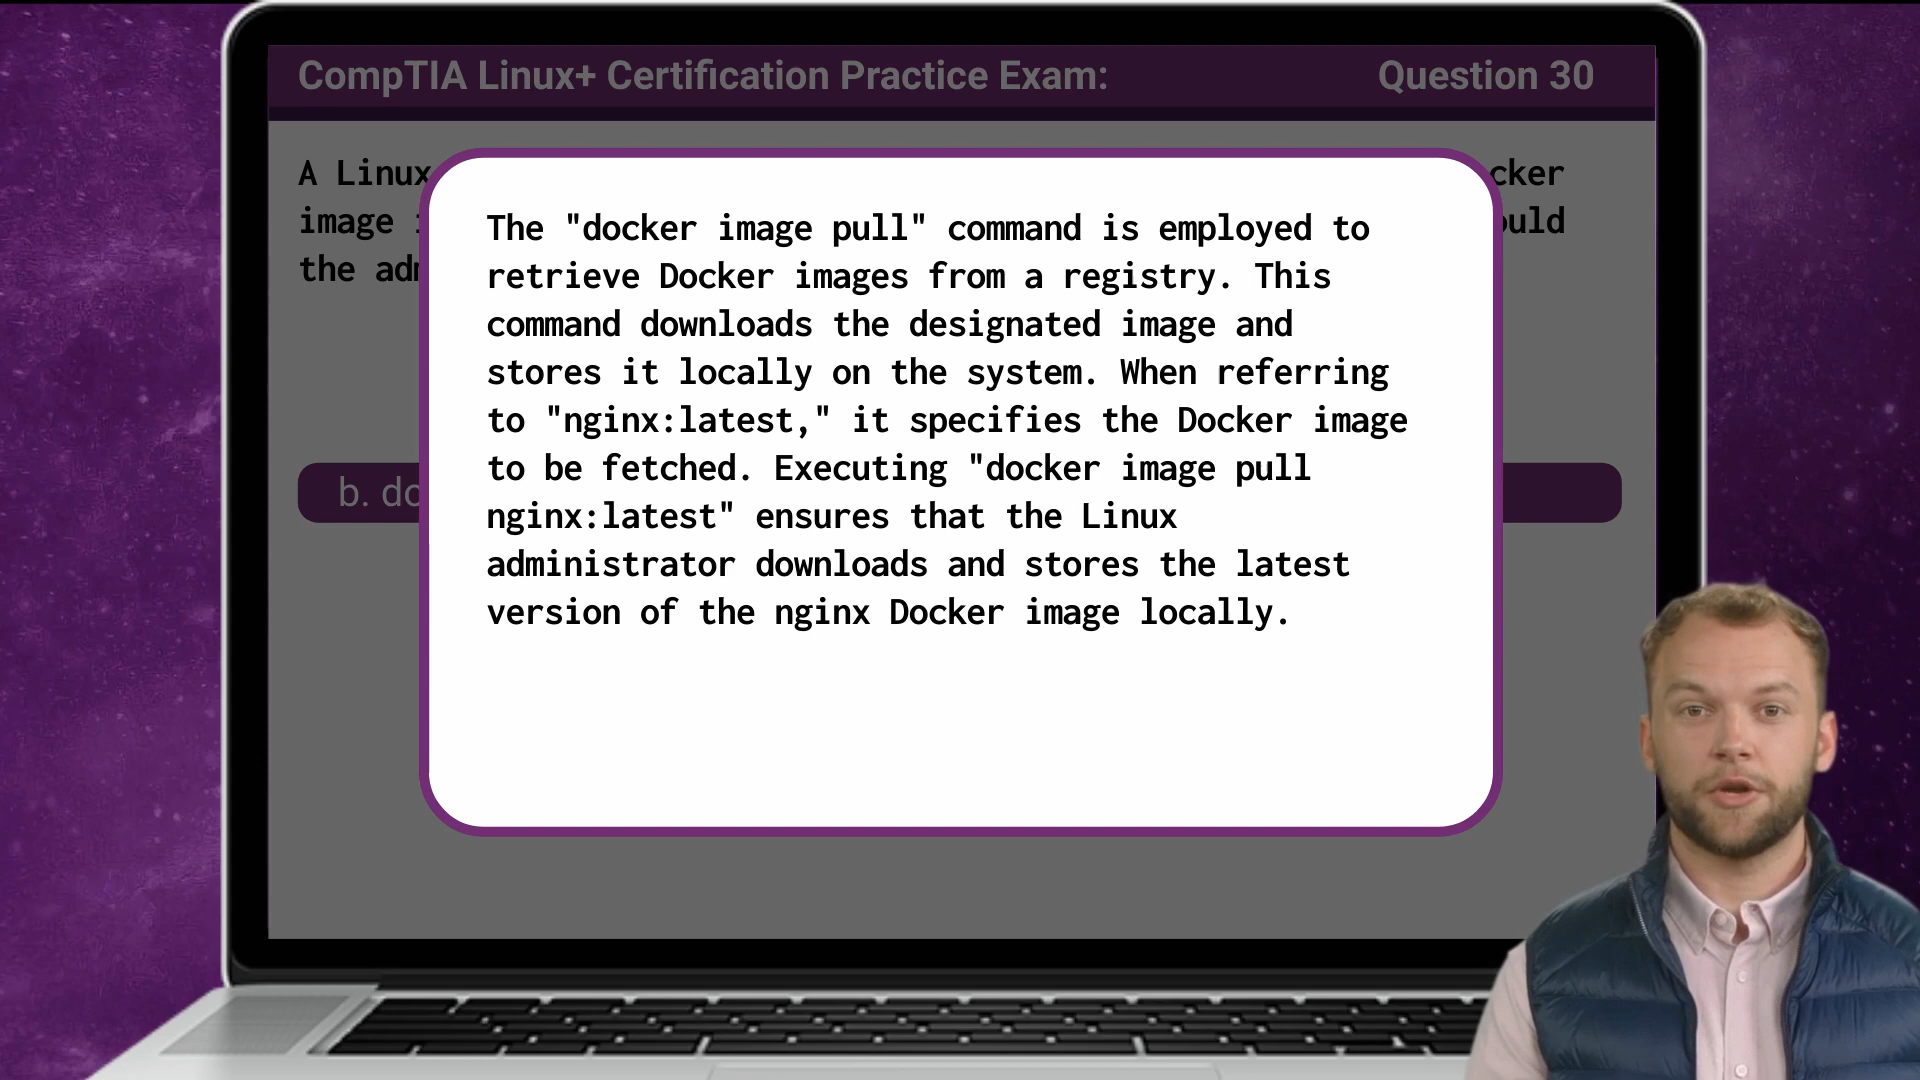 CompTIA Linux+ Certification Practice Exam: Question 30
A Linux cker
image ould
the
The "docker image pull" command is employed to
retrieve Docker images from a registry. This
command downloads the designated image and
stores it locally on the system. When referring
to "nginx:latest," it specifies the Docker image
to be fetched. Executing "docker image pull
nginx:latest" ensures that the Linux
administrator downloads and stores the latest
version of the nginx Docker image locally.
b. do